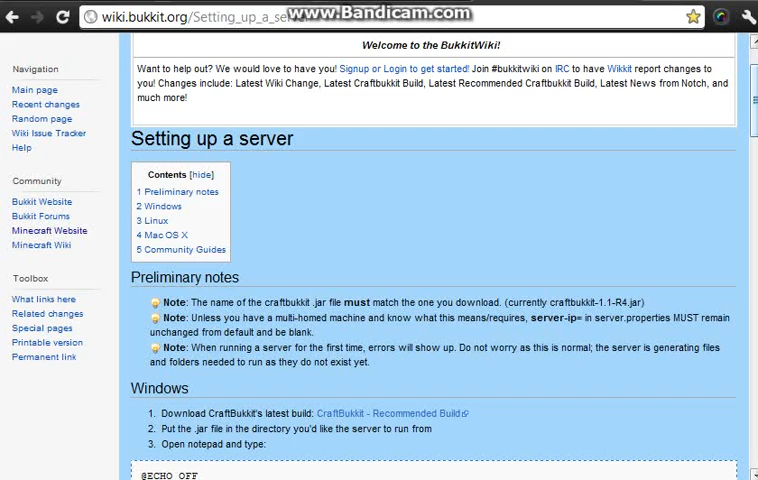 wiki.bukkit.org/Setting_up_a_se
www.Bandicam.com
Welcome to the BukkitWiki!
Want to help out? We would love to have you! Signup or Login to get started! Join #bukkitwiki on IRC to have Wikkit report changes to
you! Changes include: Latest Wiki Change, Latest Craftbukkit Build, Latest Recommended Craftbukkit Build, Latest News from Notch, and
much more!
Navigation
Main page
Recent changes
Random page
Wiki Issue Tracker
Help
Community
Bukkit Website
Bukkit Forums
Minecraft Website
Minecraft Wiki
Toolbox
What links here
Related changes
Special pages
Printable version
Permanent link
Setting up a server
Contents [hide]
1 Preliminary notes
2 Windows
3 Linux
4 Mac OS X
5 Community Guides
Preliminary notes
Note: The name of the craftbukkit .jar file must match the one you download. (currently craftbukkit-1.1-R4.jar)
Note: Unless you have a multi-homed machine and know what this means/requires, server-ip= in server.properties MUST remain
unchanged from default and be blank.
Note: When running a server for the first time, errors will show up. Do not worry as this is normal; the server is generating files
and folders needed to run as they do not exist yet.
Windows
1. Download CraftBukkit's latest build: CraftBukkit - Recommended Build
2. Put the .jar file in the directory you'd like the server to run from
3. Open notepad and type:
@ECHO OFF